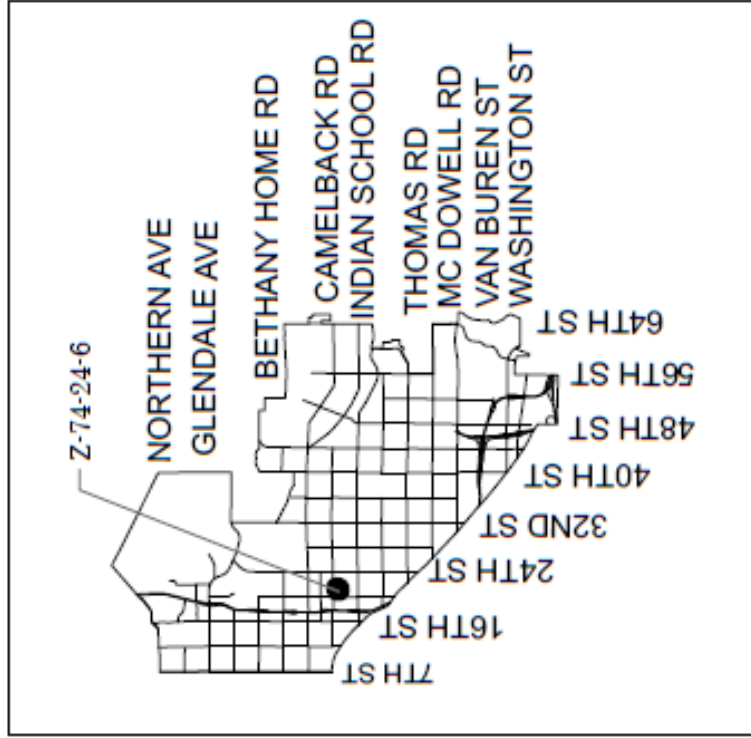 Z-74-24-6
NORTHERN AVE
GLENDALE AVE
BETHANY HOME RD
CAMELBACK RD
INDIAN SCHOOL RD
THOMAS RD
MC DOWELL RD
VAN BUREN ST
WASHINGTON ST
64TH ST
56TH ST
48TH ST
40TH ST
32ND ST
24TH ST
16TH ST
7TH ST